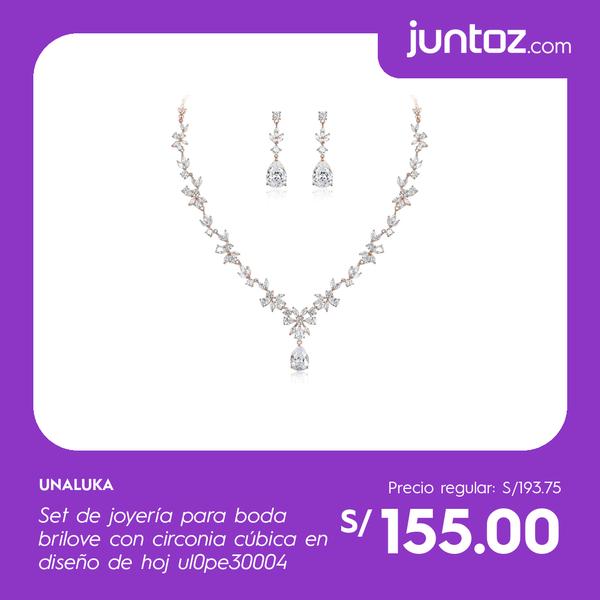 juntoz.com
UNALUKA
Set de joyería para boda
brilove con circonia cúbica en
diseño de hoj ul0pe30004
Precio regular: S/193.75
S/155.00